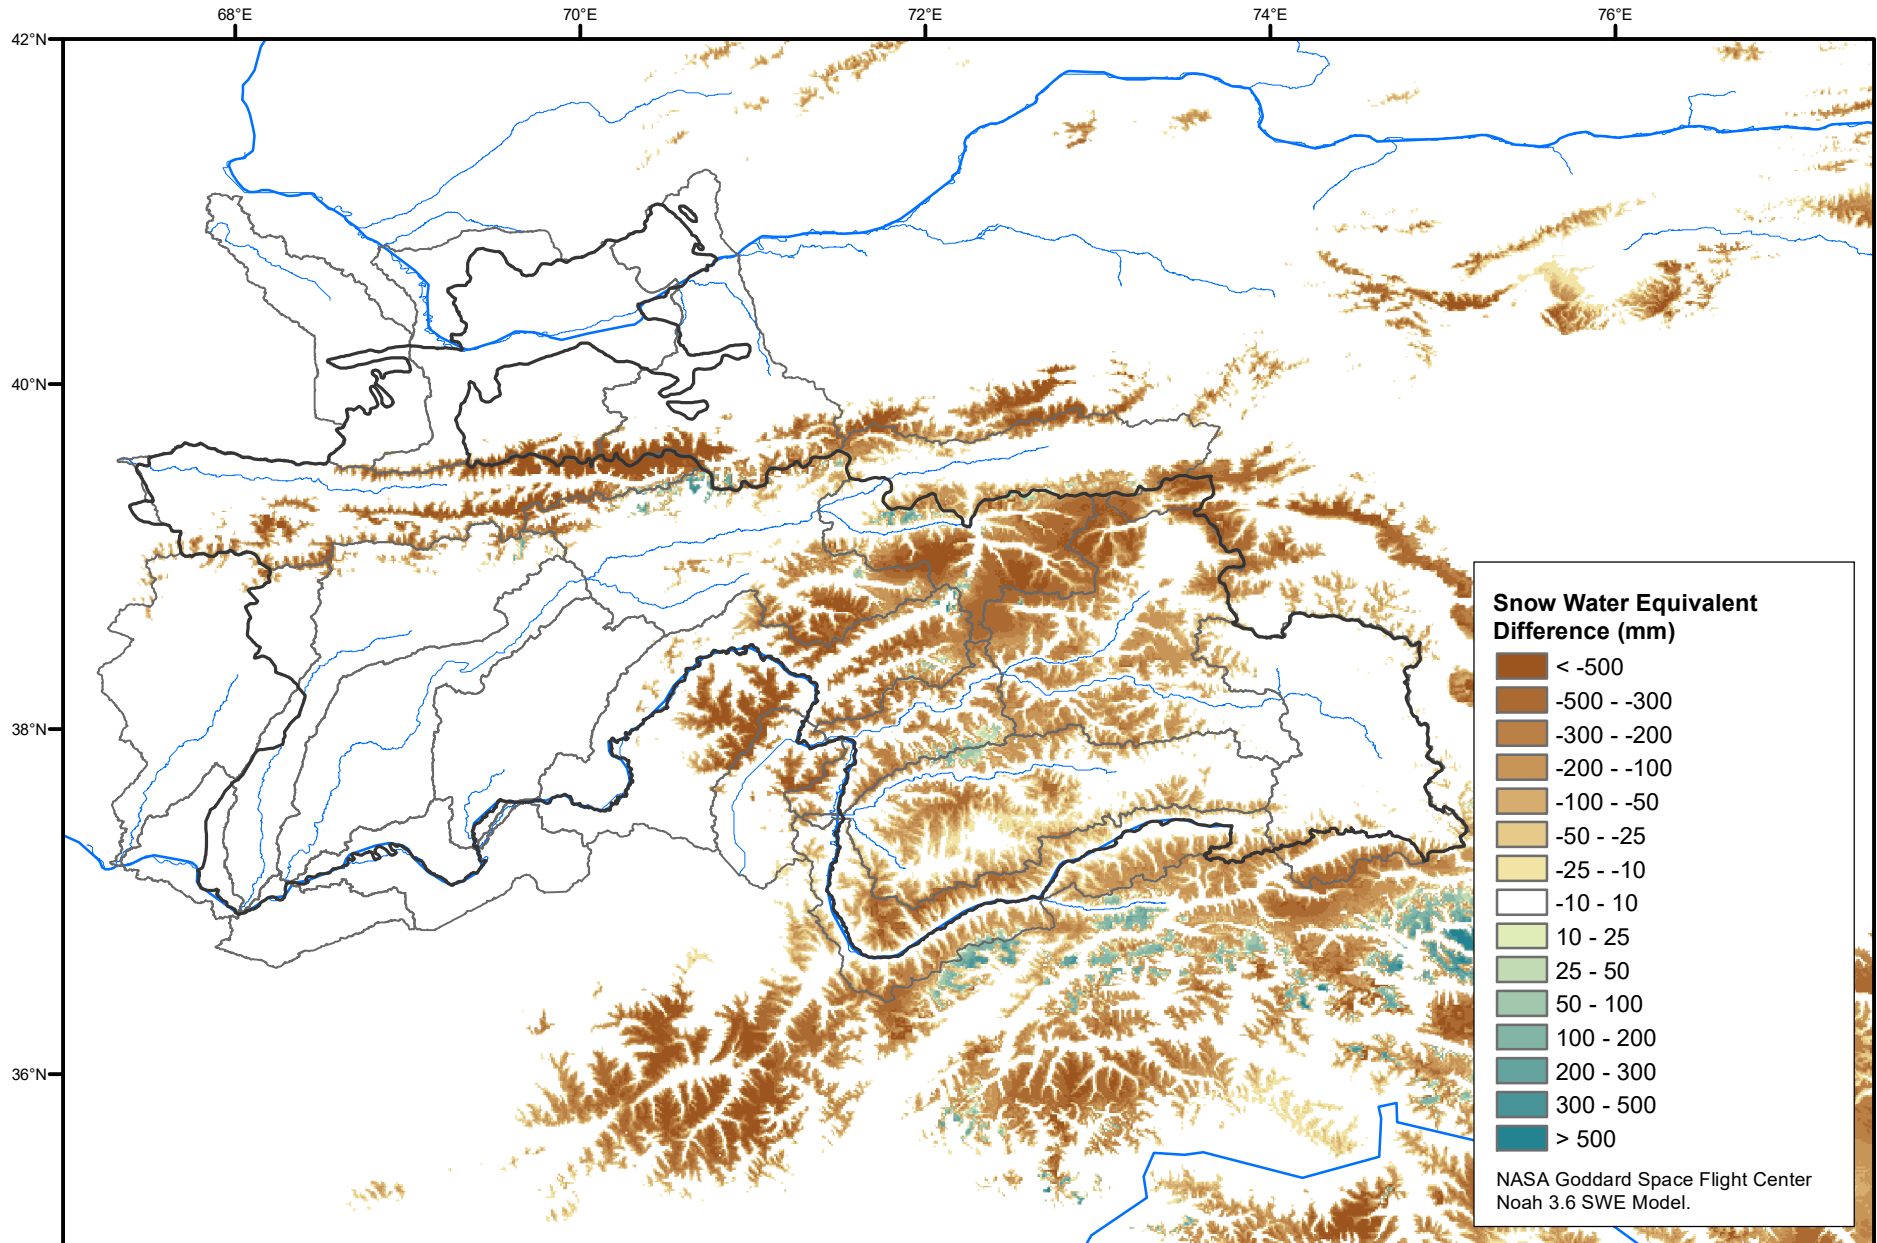 68°E 70°E 72°E 74°E 76°E
42°N
40°N
38°N
36°N
Snow Water Equivalent
Difference (mm)
< -500
-500 - -300
-300 - -200
-200 - -100
-100 - -50
-50 - -25
-25 - -10
-10 - 10
10 - 25
25 - 50
50 - 100
100 - 200
200 - 300
300 - 500
> 500
NASA Goddard Space Flight Center
Noah 3.6 SWE Model.